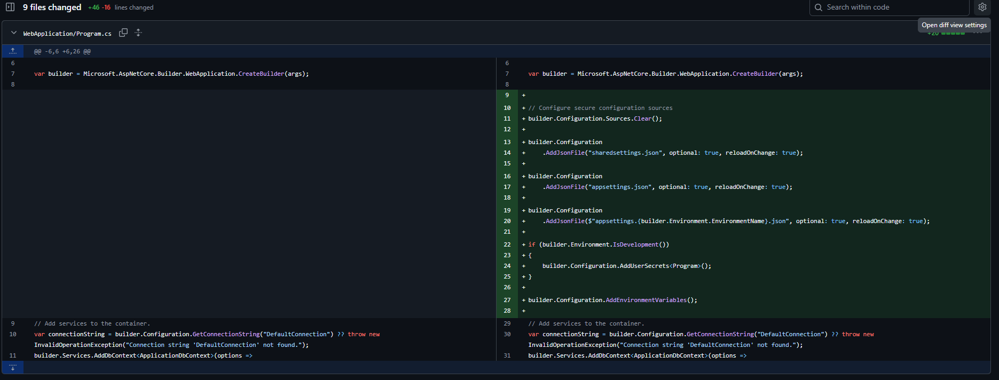 9 files changed +46 -16 lines changed
Search within code
Open diff view settings
WebApplication/Program.cs
+20
@@ -6,6 +6,26 @@
6
7 var builder = Microsoft.AspNetCore.Builder.WebApplication.CreateBuilder(args);
8
9 // Add services to the container.
10 var connectionString = builder.Configuration.GetConnectionString("DefaultConnection") ?? throw new
InvalidOperationException("Connection string 'DefaultConnection' not found.");
11 builder.Services.AddDbContext<ApplicationDbContext>(options =>
6
7 var builder = Microsoft.AspNetCore.Builder.WebApplication.CreateBuilder(args);
8
9 +
10 + // Configure secure configuration sources
11 + builder.Configuration.Sources.Clear();
12 +
13 + builder.Configuration
14 +     .AddJsonFile("sharedsettings.json", optional: true, reloadOnChange: true);
15 +
16 + builder.Configuration
17 +     .AddJsonFile("appsettings.json", optional: true, reloadOnChange: true);
18 +
19 + builder.Configuration
20 +     .AddJsonFile($"appsettings.{builder.Environment.EnvironmentName}.json", optional: true, reloadOnChange: true);
21 +
22 + if (builder.Environment.IsDevelopment())
23 + {
24 +     builder.Configuration.AddUserSecrets<Program>();
25 + }
26 +
27 + builder.Configuration.AddEnvironmentVariables();
28 +
29 // Add services to the container.
30 var connectionString = builder.Configuration.GetConnectionString("DefaultConnection") ?? throw new
InvalidOperationException("Connection string 'DefaultConnection' not found.");
31 builder.Services.AddDbContext<ApplicationDbContext>(options =>